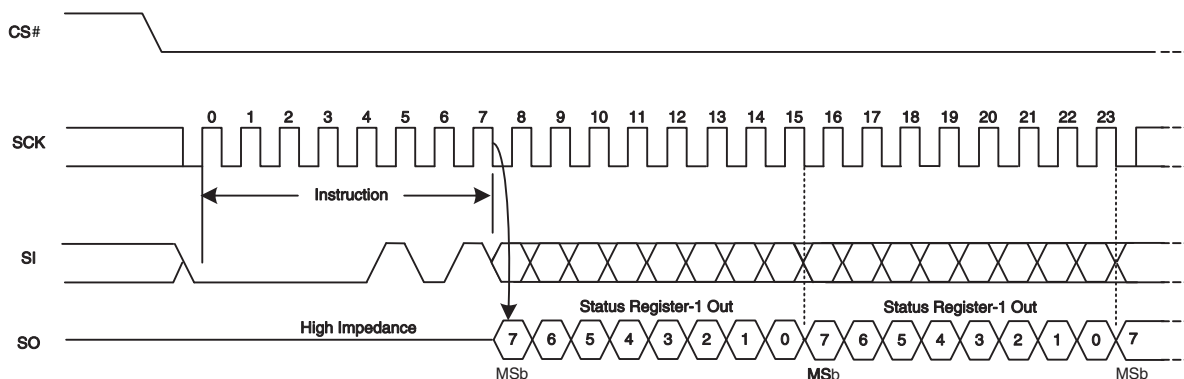 CS#
0 1 2 3 4 5 6 7 8 9 10 11 12 13 14 15 16 17 18 19 20 21 22 23
SCK
Instruction
SI
Status Register-1 Out Status Register-1 Out
High Impedance
SO
7 6 5 4 3 2 1 0 7 6 5 4 3 2 1 0 7
MSb MSb MSb